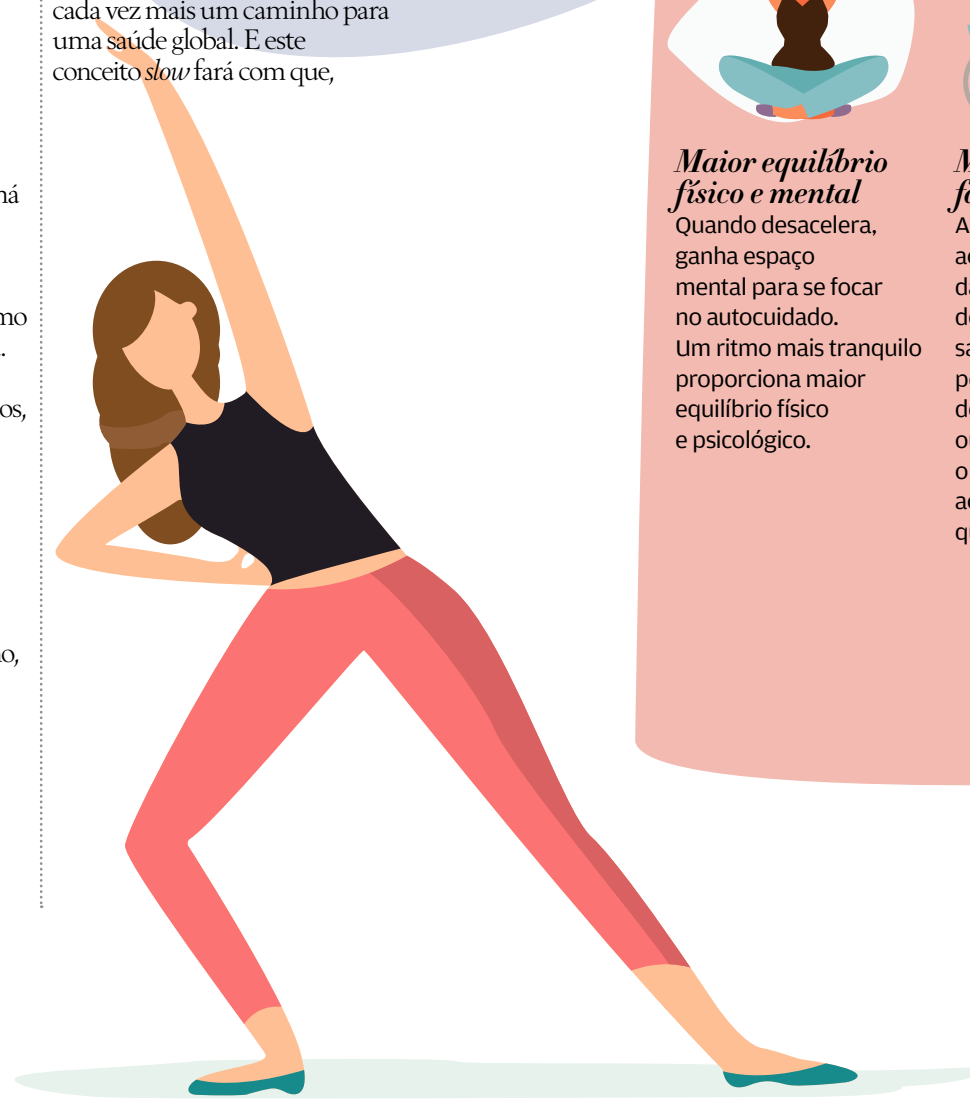 cada vez mais um caminho para
uma saúde global. E este
conceito slow fará com que,
Maior equilíbrio
físico e mental
Quando desacelera,
ganha espaço
mental para se focar
no autocuidado.
Um ritmo mais tranquilo
proporciona maior
equilíbrio físico
e psicológico.